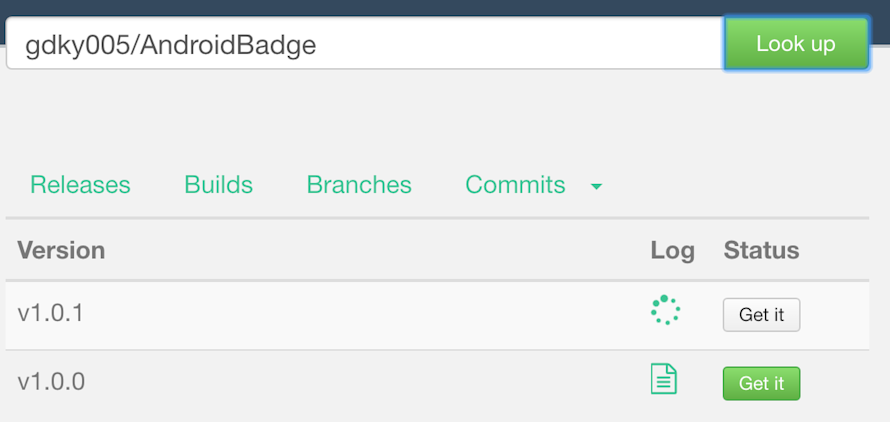 gdky005/AndroidBadge Look up
Releases Builds Branches Commits
Version Log Status
v1.0.1 Get it
v1.0.0 Get it